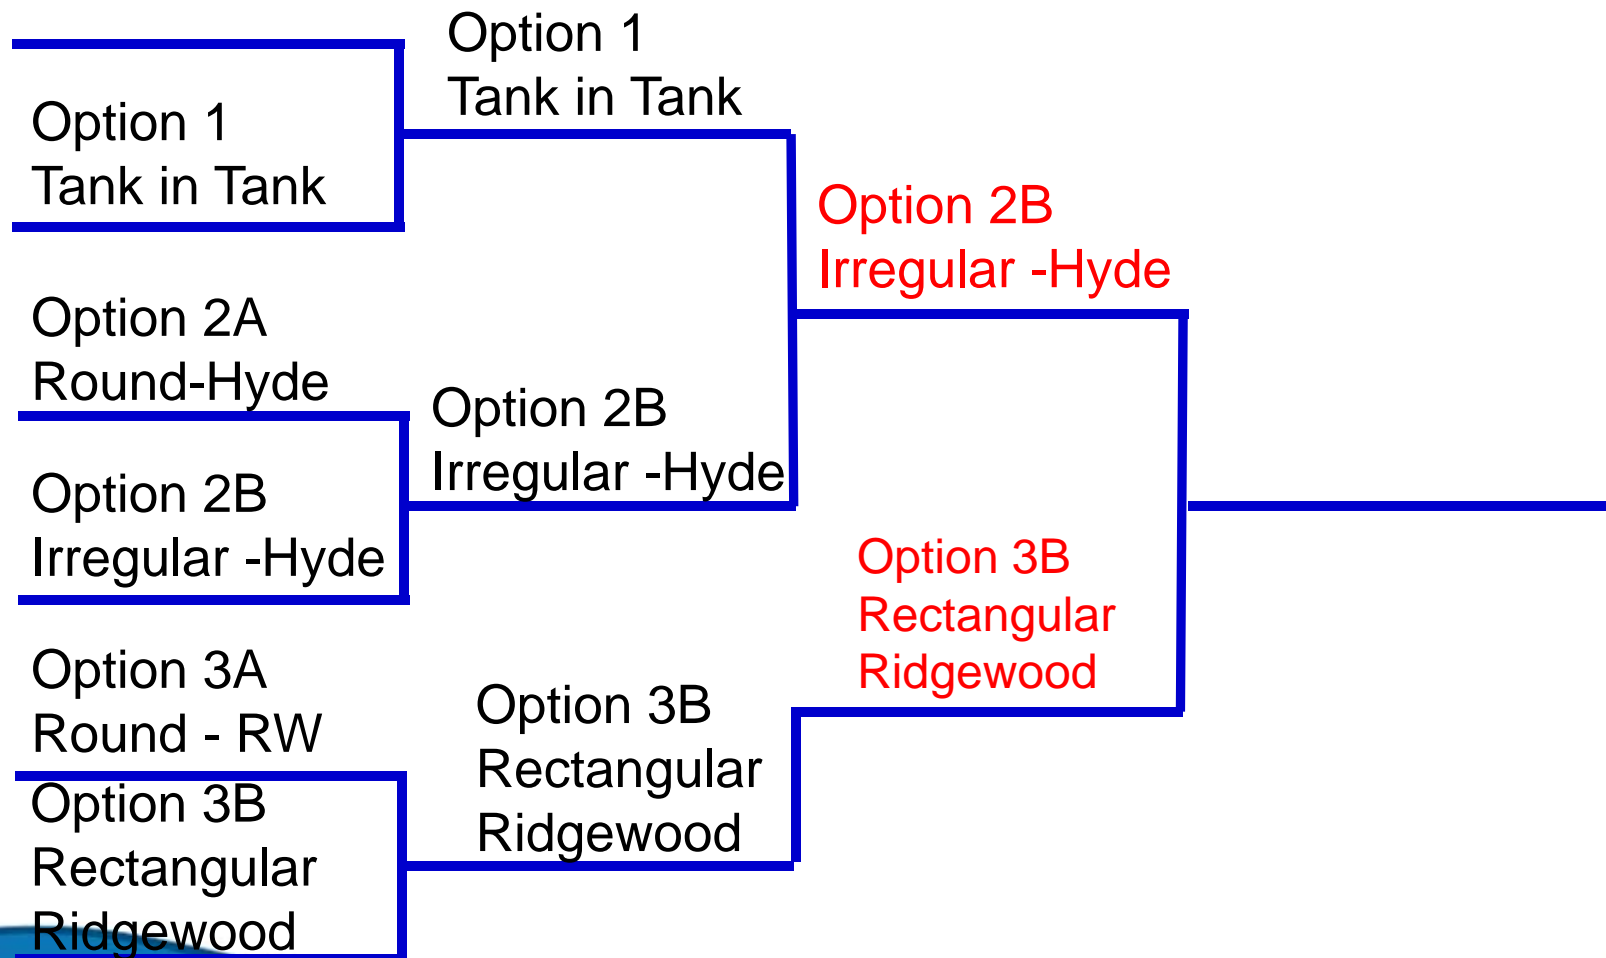 Option 1
Tank in Tank
Option 2A
Round-Hyde
Option 2B
Irregular -Hyde
Option 3A
Round - RW
Option 3B
Rectangular
Ridgewood
Option 1
Tank in Tank
Option 2B
Irregular -Hyde
Option 3B
Rectangular
Ridgewood
Option 2B
Irregular -Hyde
Option 3B
Rectangular
Ridgewood